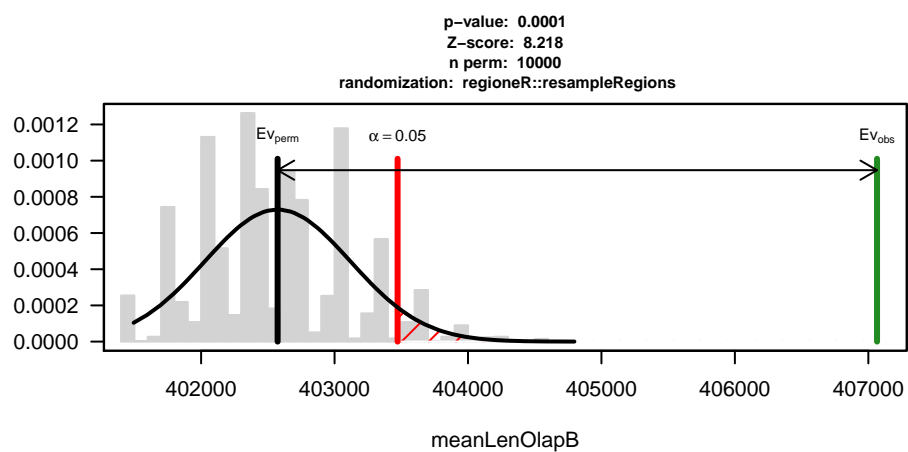 p−value: 0.0001
Z−score: 8.218
n perm: 10000
randomization: regioneR::resampleRegions
0.0012
0.0010
0.0008
0.0006
0.0004
0.0002
0.0000
Evperm
α = 0.05
Evobs
402000 403000 404000 405000 406000 407000
meanLenOlapB